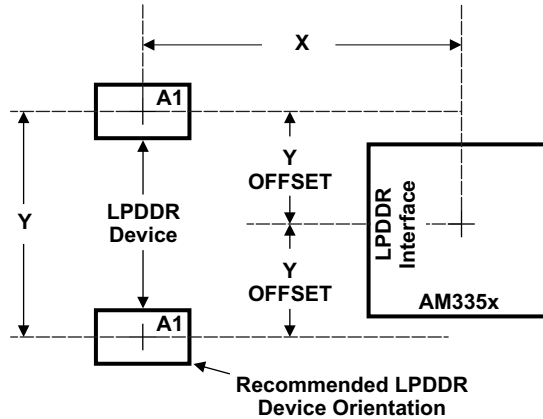 X
A1
Y
OFFSET
Y
LPDDR
Device
LPDDR
Interface
Y
OFFSET
AM335x
A1
Recommended LPDDR
Device Orientation